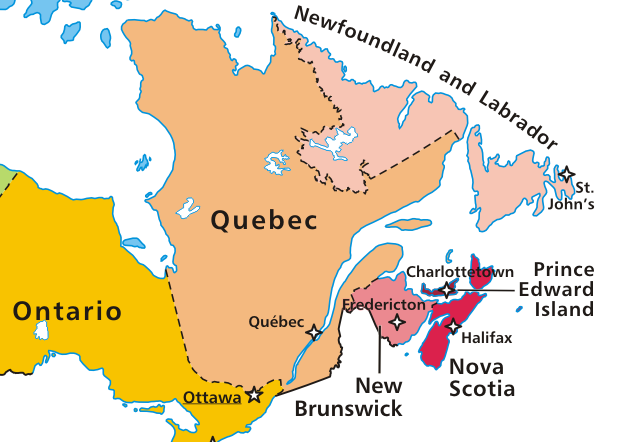 Newfoundland and Labrador
St.
John's
Quebec
Charlottetown
Prince
Edward
Island
Fredericton
Ontario
Québec
Halifax
Nova
Scotia
New
Brunswick
Ottawa